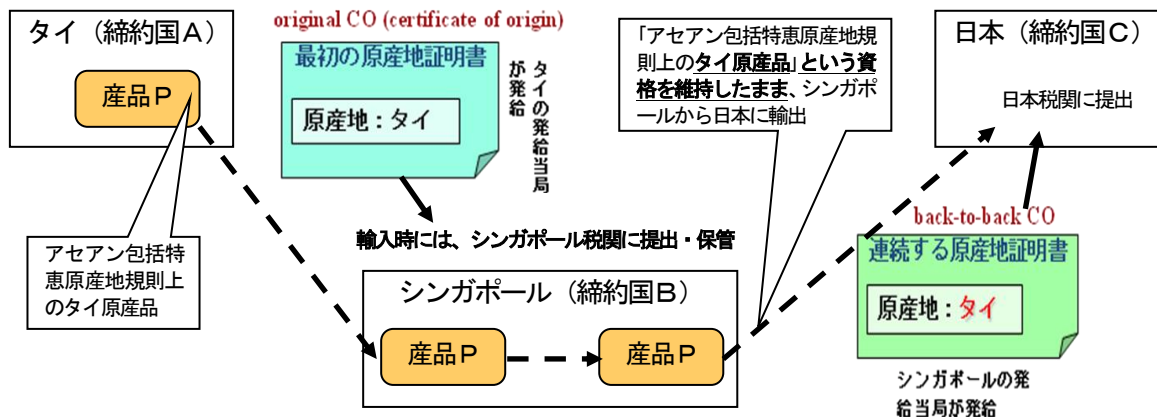 タイ（締約国Ａ）
産品Ｐ
アセアン包括特
恵原産地規則上
のタイ原産品
original CO (certificate of origin)
最初の原産地証明書
原産地：タイ
タイの発給当局
が発給
輸入時には、シンガポール税関に提出・保管
シンガポール（締約国Ｂ）
産品Ｐ
産品Ｐ
「アセアン包括特恵原産地規
則上のタイ原産品」という資
格を維持したまま、シンガポ
ールから日本に輸出
日本（締約国Ｃ）
日本税関に提出
back-to-back CO
連続する原産地証明書
原産地：タイ
シンガポールの発
給当局が発給